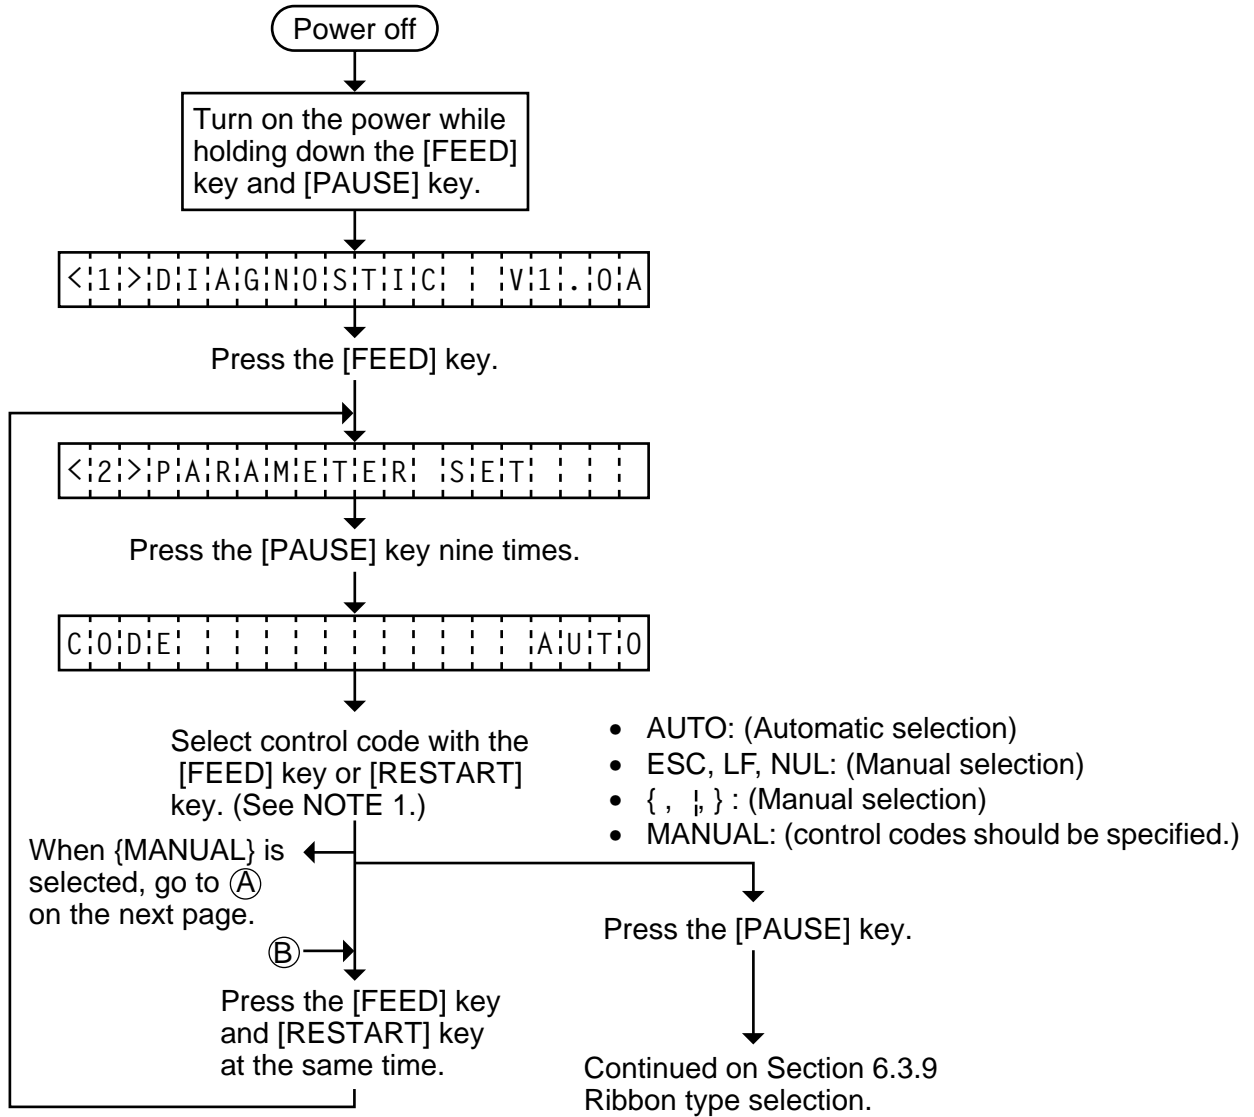 Power off
Turn on the power while
holding down the [FEED]
key and [PAUSE] key.
<1>DIAGNOSTIC  V1.0A
Press the [FEED] key.
<2>PARAMETER SET
Press the [PAUSE] key nine times.
CODE            AUTO
Select control code with the
[FEED] key or [RESTART]
key. (See NOTE 1.)
• AUTO: (Automatic selection)
• ESC, LF, NUL: (Manual selection)
• { , ¦, } : (Manual selection)
• MANUAL: (control codes should be specified.)
When {MANUAL} is
selected, go to Ⓐ
on the next page.
Ⓑ
Press the [FEED] key
and [RESTART] key
at the same time.
Press the [PAUSE] key.
Continued on Section 6.3.9
Ribbon type selection.